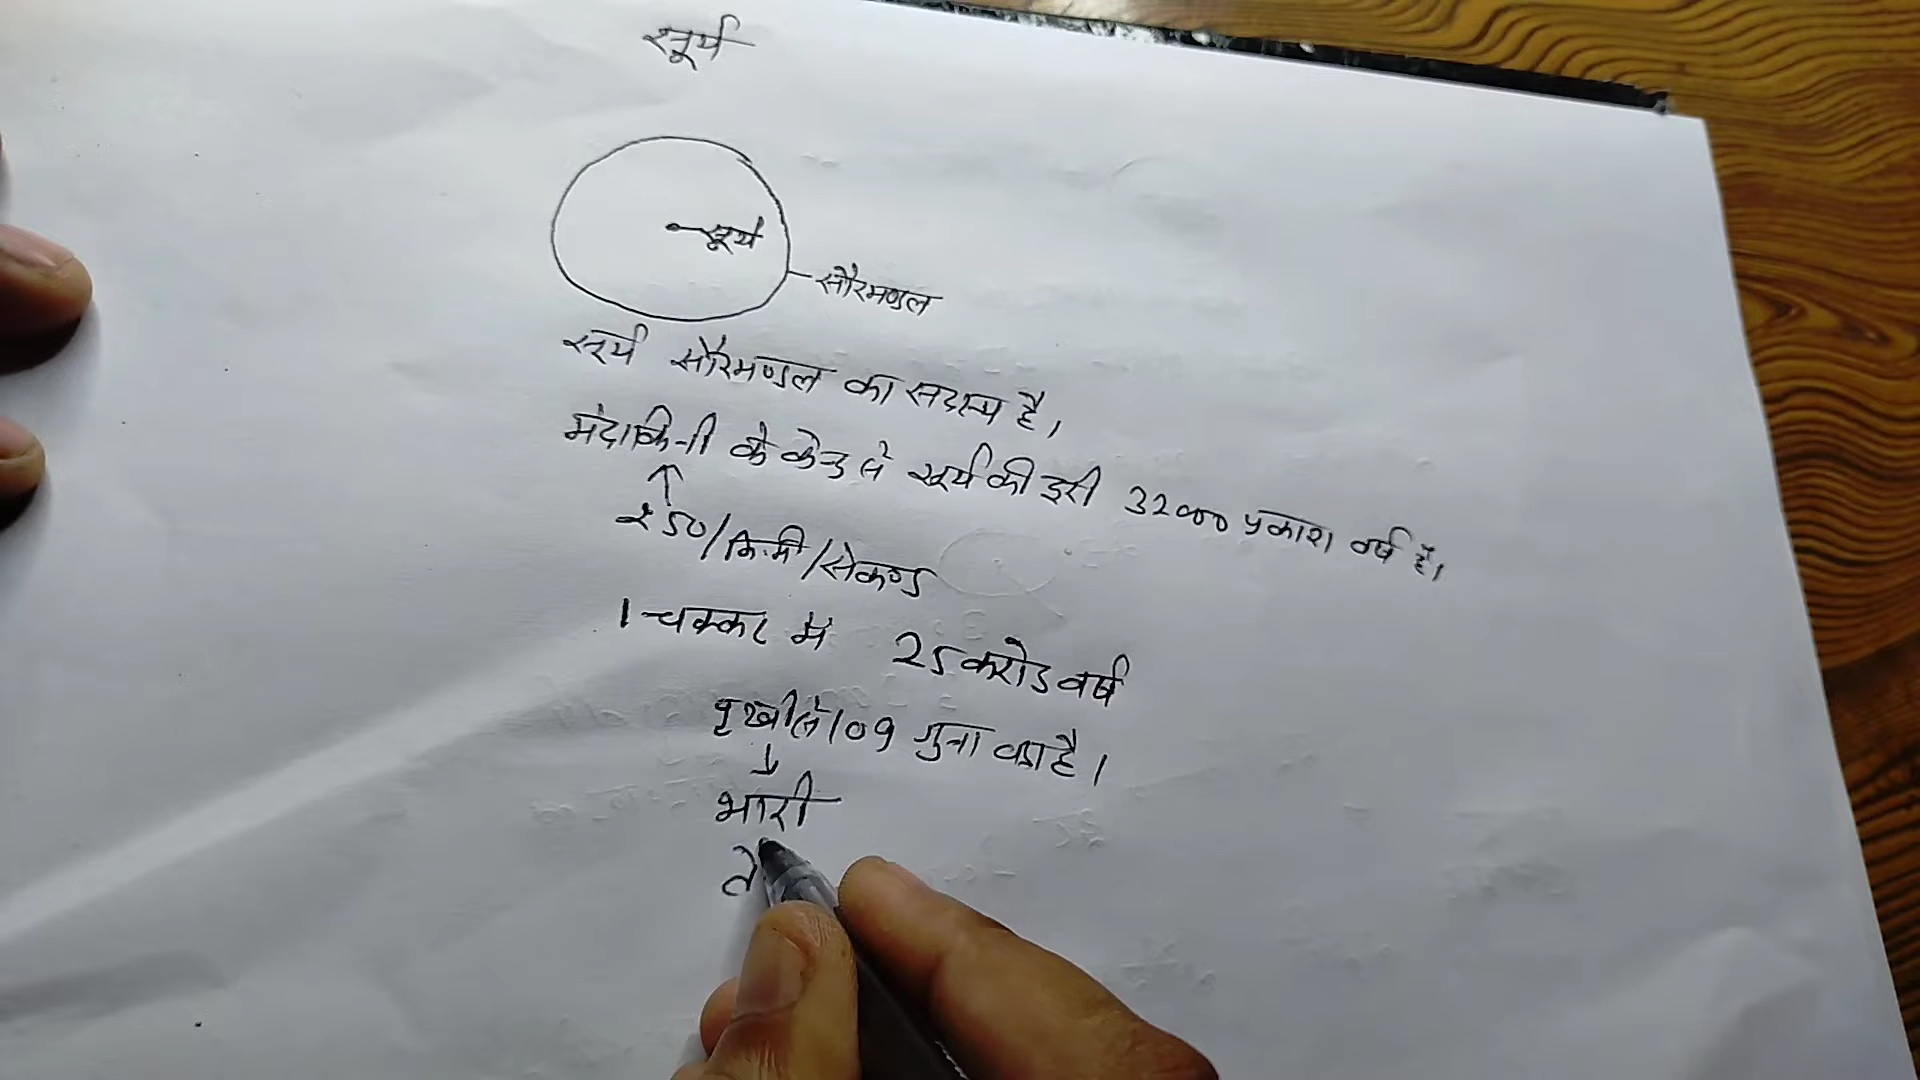 सूर्य
सूर्य
सौरमण्डल
सूर्य सौरमण्डल का सदस्य है।
मंदाकिनी के केन्द्र से सूर्य की दूरी 32000 प्रकाश वर्ष है।
250/कि.मी/सेकण्ड
1 चक्कर में 25 करोड वर्ष
पृथ्वी से 109 गुना बडा है।
भारी